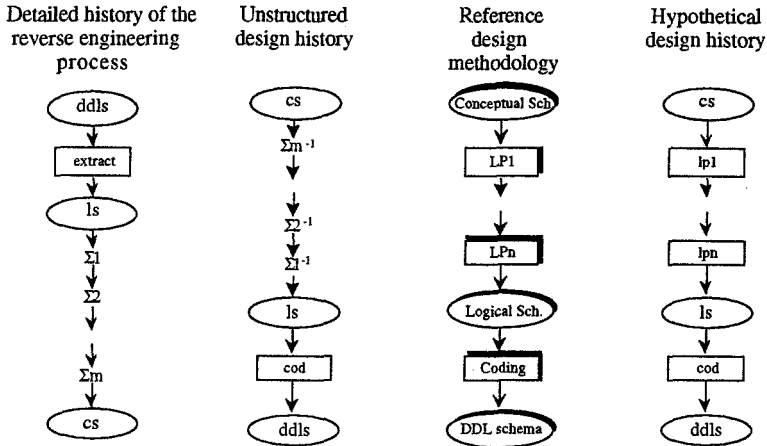 Detailed history of the
reverse engineering
process
ddls
extract
ls
Σ1
Σ2
Σm
cs
Unstructured
design history
cs
Σm⁻¹
Σ2⁻¹
Σ1⁻¹
ls
cod
ddls
Reference
design
methodology
Conceptual Sch.
LP1
LPn
Logical Sch.
Coding
DDL schema
Hypothetical
design history
cs
lp1
lpn
ls
cod
ddls